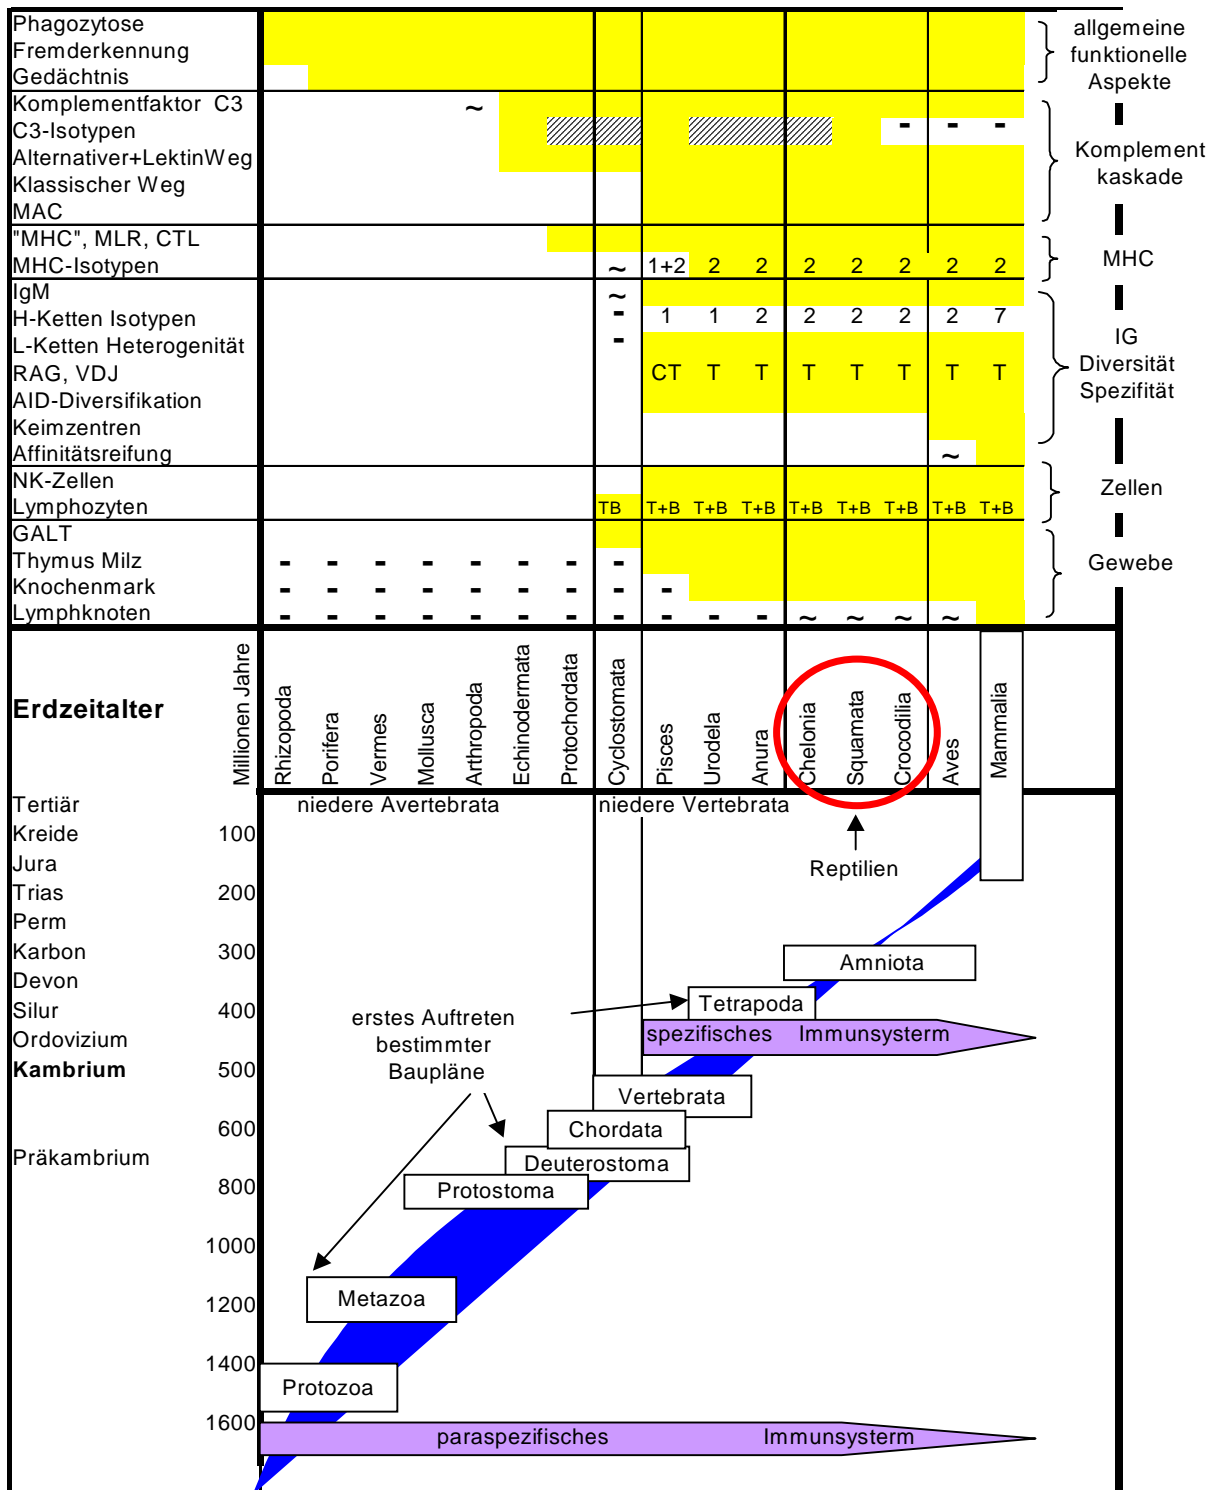 Phagozytose
Fremderkennung
Gedächtnis
allgemeine
funktionelle
Aspekte
Komplementfaktor C3 ~
C3-Isotypen - - -
Alternativer+LektinWeg
Klassischer Weg
MAC
Komplement
kaskade
"MHC", MLR, CTL
MHC-Isotypen ~ 1+2 2 2 2 2 2 2 2
MHC
IgM ~
H-Ketten Isotypen - 1 1 2 2 2 2 2 7
L-Ketten Heterogenität -
RAG, VDJ CT T T T T T T T
AID-Diversifikation
Keimzentren
Affinitätsreifung ~
IG
Diversität
Spezifität
NK-Zellen
Lymphozyten TB T+B T+B T+B T+B T+B T+B T+B T+B
Zellen
GALT
Thymus Milz - - - - - - - -
Knochenmark - - - - - - - - -
Lymphknoten - - - - - - - - - - - ~ ~ ~ ~
Gewebe
Erdzeitalter
Millionen Jahre
Rhizopoda
Porifera
Vermes
Mollusca
Arthropoda
Echinodermata
Protochordata
Cyclostomata
Pisces
Urodela
Anura
Chelonia
Squamata
Crocodilia
Aves
Mammalia
Tertiär
niedere Avertebrata
niedere Vertebrata
Kreide 100
Jura
Reptilien
Trias 200
Perm
Karbon 300
Amniota
Devon
Silur 400
Tetrapoda
erstes Auftreten
bestimmter
Baupläne
Ordovizium
spezifisches Immunsysterm
Kambrium 500
Vertebrata
600
Chordata
Präkambrium
Deuterostoma
800
Protostoma
1000
Metazoa
1200
1400
Protozoa
1600
paraspezifisches Immunsysterm